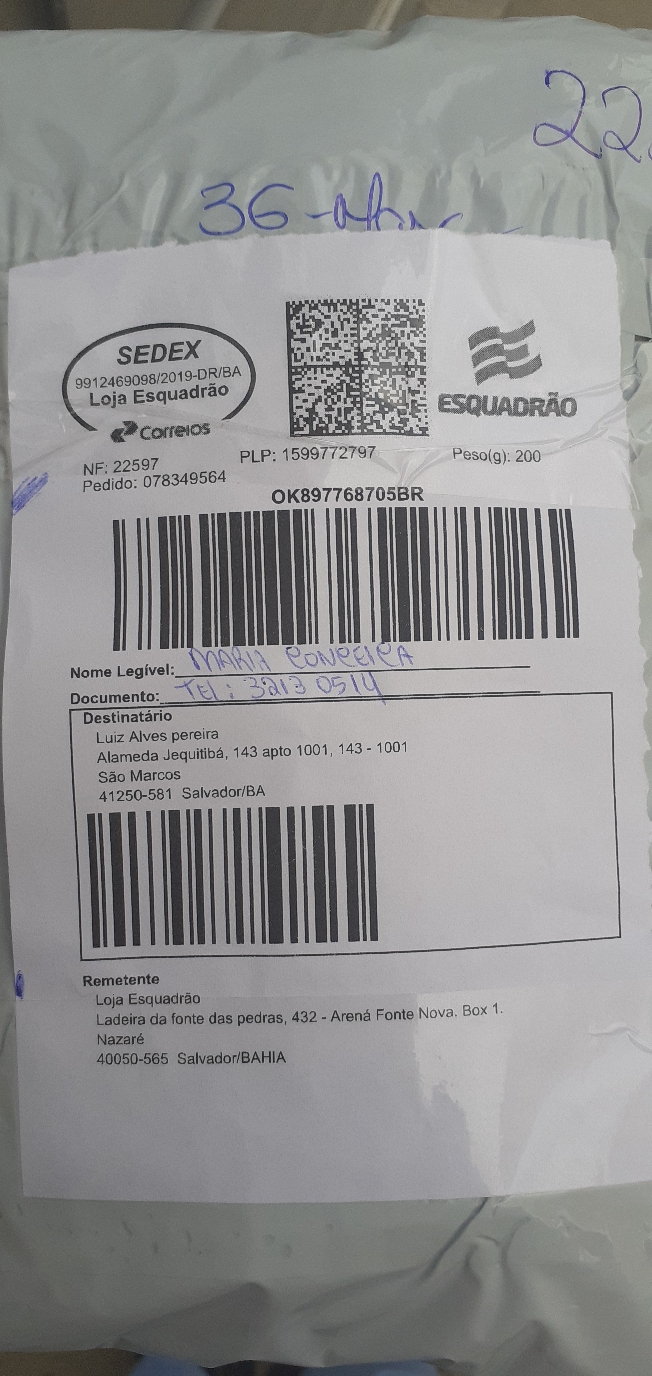 22
36 -
SEDEX
9912469098/2019-DR/BA
Loja Esquadrão
Correios
ESQUADRÃO
NF: 22597
PLP: 1599772797
Peso(g): 200
Pedido: 078349564
OK897768705BR
Nome Legível: MARIA CONCEICA
Documento: TEL: 3213 0514
Destinatário
Luiz Alves pereira
Alameda Jequitibá, 143 apto 1001, 143 - 1001
São Marcos
41250-581 Salvador/BA
Remetente
Loja Esquadrão
Ladeira da fonte das pedras, 432 - Arená Fonte Nova. Box 1.
Nazaré
40050-565 Salvador/BAHIA